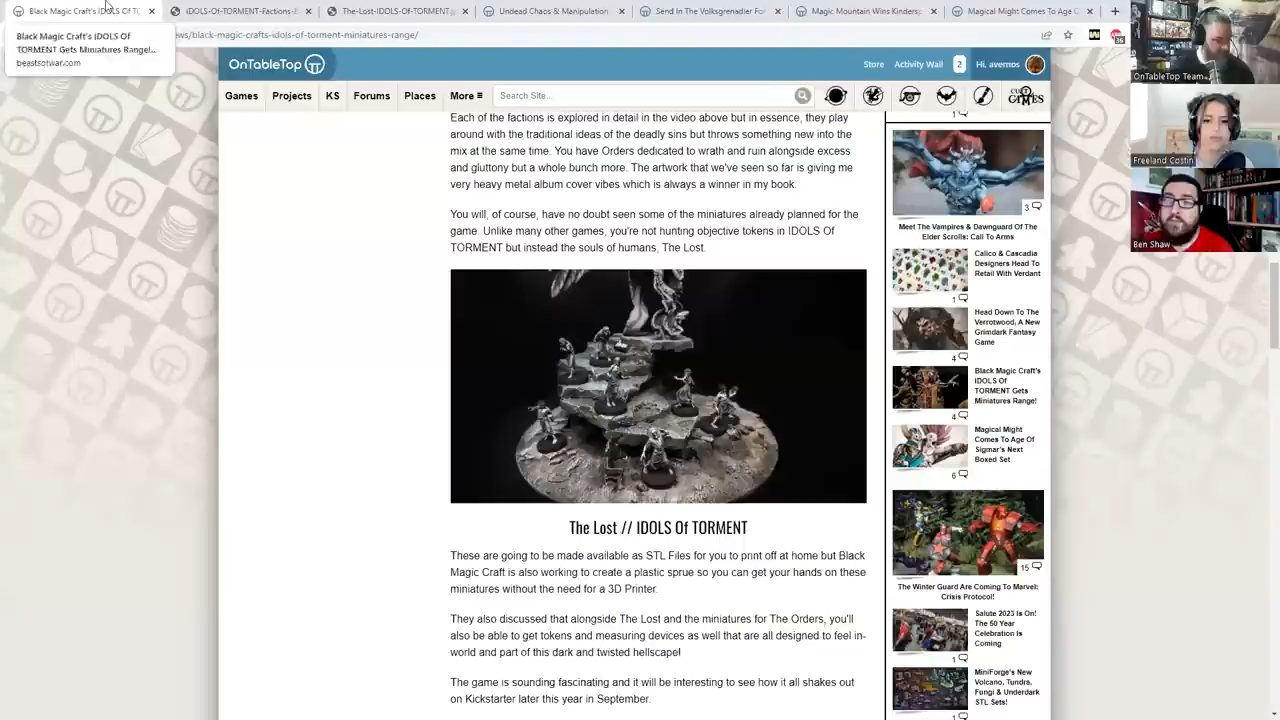 Black Magic Craft's IDOLS Of TO
IDOLS-OF-TORMENT-Factions-B
The-Lost-IDOLS-OF-TORMENT.j
Undead Chaos & Manipulation
Send In The Volksgrenadier Fo
Magic Mountain Wins Kindersp
Magical Might Comes To Age O
Black Magic Craft's IDOLS Of
TORMENT Gets Miniatures Range!...
beastsofwar.com
ws/black-magic-crafts-idols-of-torment-miniatures-range
36
OnTableTop
Store
Activity Wall
2
Hi, avernos
Games
Projects
KS
Forums
Places
Search Site...
CULT OF GAMES
Each of the
is explored in detail in the video above but in essence, they play
around with the traditional ideas of the deadly sins but throws something new into the
mix at the same time. You have Orders dedicated to wrath and ruin alongside excess
and
but a whole bunch more. The artwork that we've seen so far is giving me
very heavy metal album cover vibes which is always a winner in my book.
You will, of course, have no doubt seen some of the miniatures already planned for the
game. Like many other games, you're hunting objective tokens in IDOLS Of
TORMENT but instead the souls of humans, The Lost.
The Lost // IDOLS Of TORMENT
These are going to be made available as STL Files for you to print off at home but Black
Magic Craft is also working to create a plastic sprue so you can get your hands on these
miniatures without the need for a 3D Printer.
They also discussed that alongside The Lost and the miniatures for The Orders, you'll
also be able to get tokens and measuring devices as well that are all designed to feel in-
world and part of this dark and twisted hellscape!
The game is sounding fascinating and it will be interesting to see how it all shakes out
on Kickstarter later this year in September.
1
3
Meet The Vampires & Dawnguard Of The
Elder Scrolls: Call To Arms
Calico & Cascadia
Designers Head To
Retail With Verdant
1
Head Down To The
Verrotwood, A New
Grimdark Fantasy
Game
4
Black Magic Craft's
IDOLS Of
TORMENT Gets
Miniatures Range!
4
Magical Might
Comes To Age Of
Sigmar's Next
Boxed Set
6
15
The Winter Guard Are Coming To Marvel:
Crisis Protocol!
Salute 2023 Is On!
The 50 Year
Celebration Is
Coming
1
MiniForge's New
Volcano, Tundra,
Fungi & Underdark
STL Sets!
1
OnTableTop Team
Freeland Costin
Ben Shaw